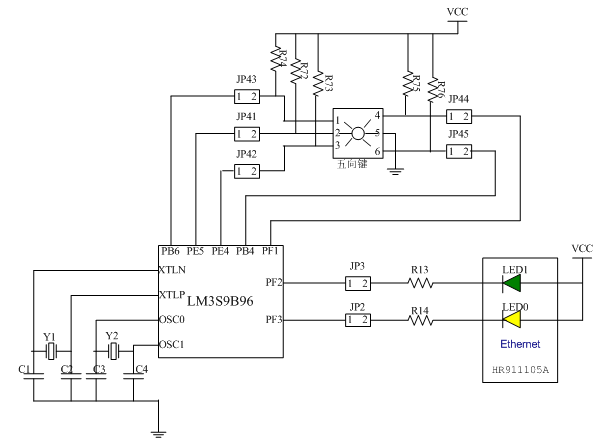 VCC
R74
R72
R73
R75
R76
JP43
1 2
JP44
1 2
JP41
1 2
JP45
1 2
JP42
1 2
1
2
3
4
5
6
五向键
PB6 PE5 PE4 PB4 PF1
XTLN
XTLP
OSC0
OSC1
LM3S9B96
PF2
PF3
JP3
1 2
R13
JP2
1 2
R14
VCC
LED1
LED0
Ethernet
HR911105A
Y1
Y2
C1
C2
C3
C4